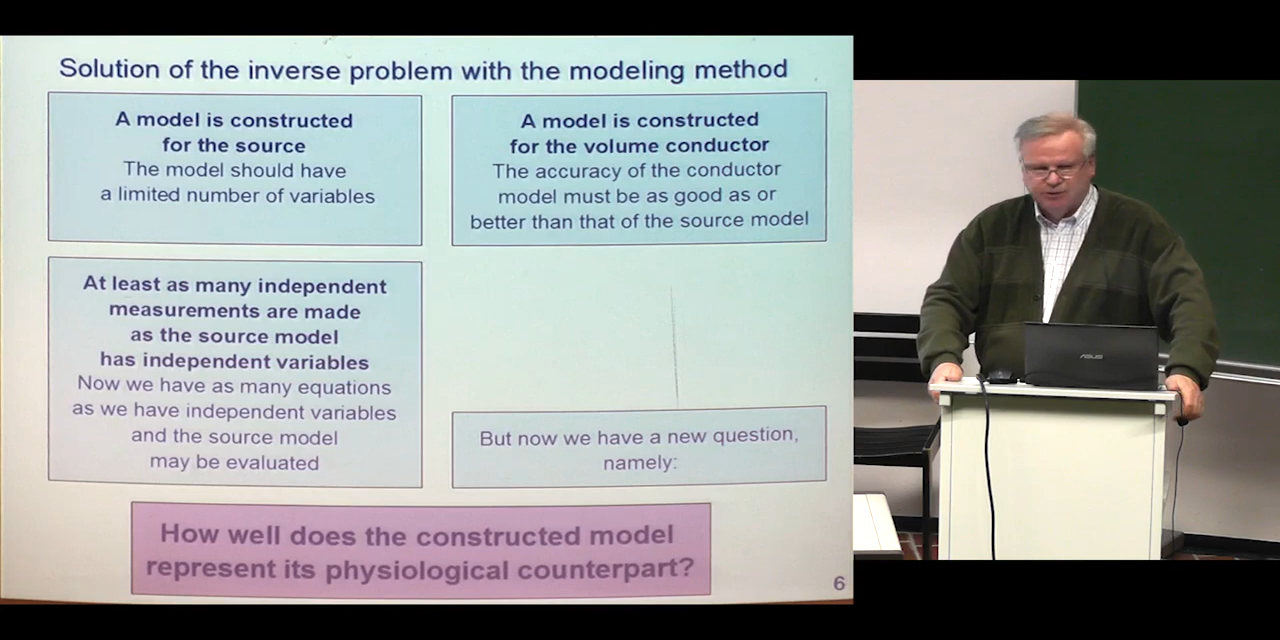 Solution of the inverse problem with the modeling method
A model is constructed
for the source
The model should have
a limited number of variables
A model is constructed
for the volume conductor
The accuracy of the conductor
model must be as good as or
better than that of the source model
At least as many independent
measurements are made
as the source model
has independent variables
Now we have as many equations
as we have independent variables
and the source model
may be evaluated
But now we have a new question,
namely:
How well does the constructed model
represent its physiological counterpart?
6
ASUS